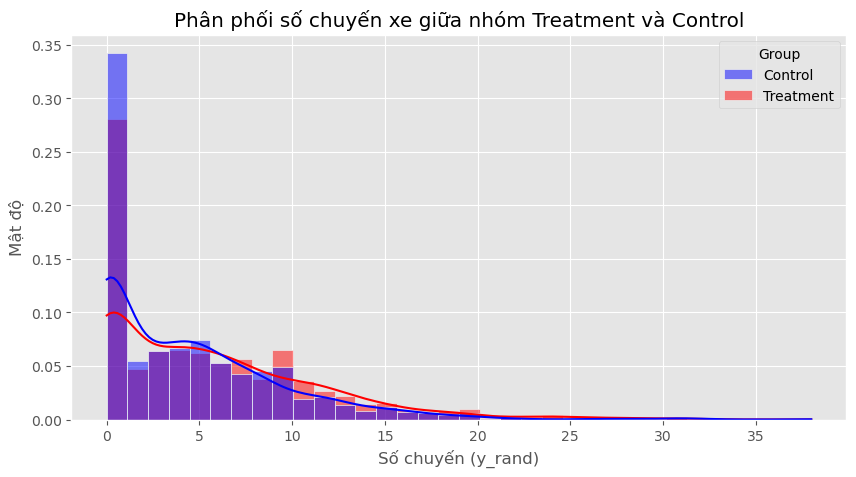 Phân phối số chuyến xe giữa nhóm Treatment và Control
Group
Control
Treatment
Mật độ
0.35
0.30
0.25
0.20
0.15
0.10
0.05
0.00
0 5 10 15 20 25 30 35
Số chuyến (y_rand)